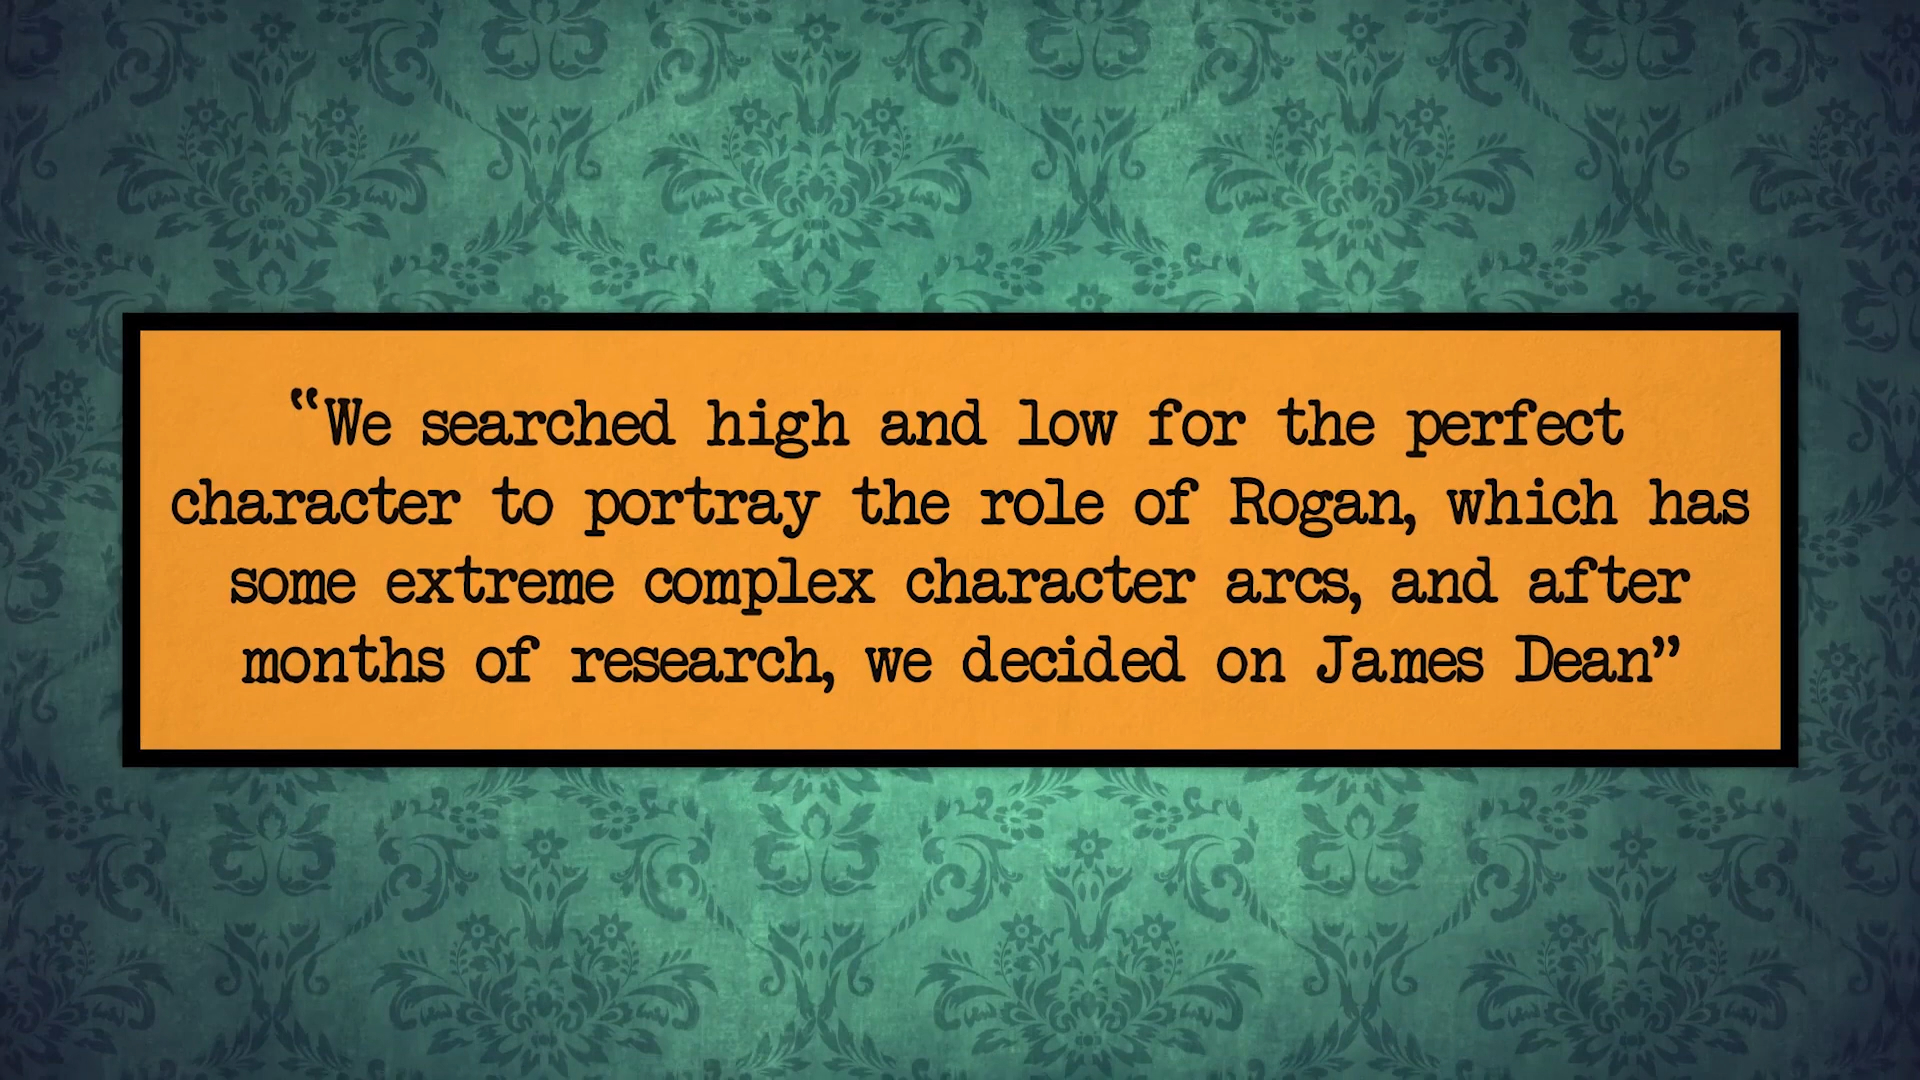 “We searched high and low for the perfect
character to portray the role of Rogan, which has
some extreme complex character arcs, and after
months of research, we decided on James Dean”